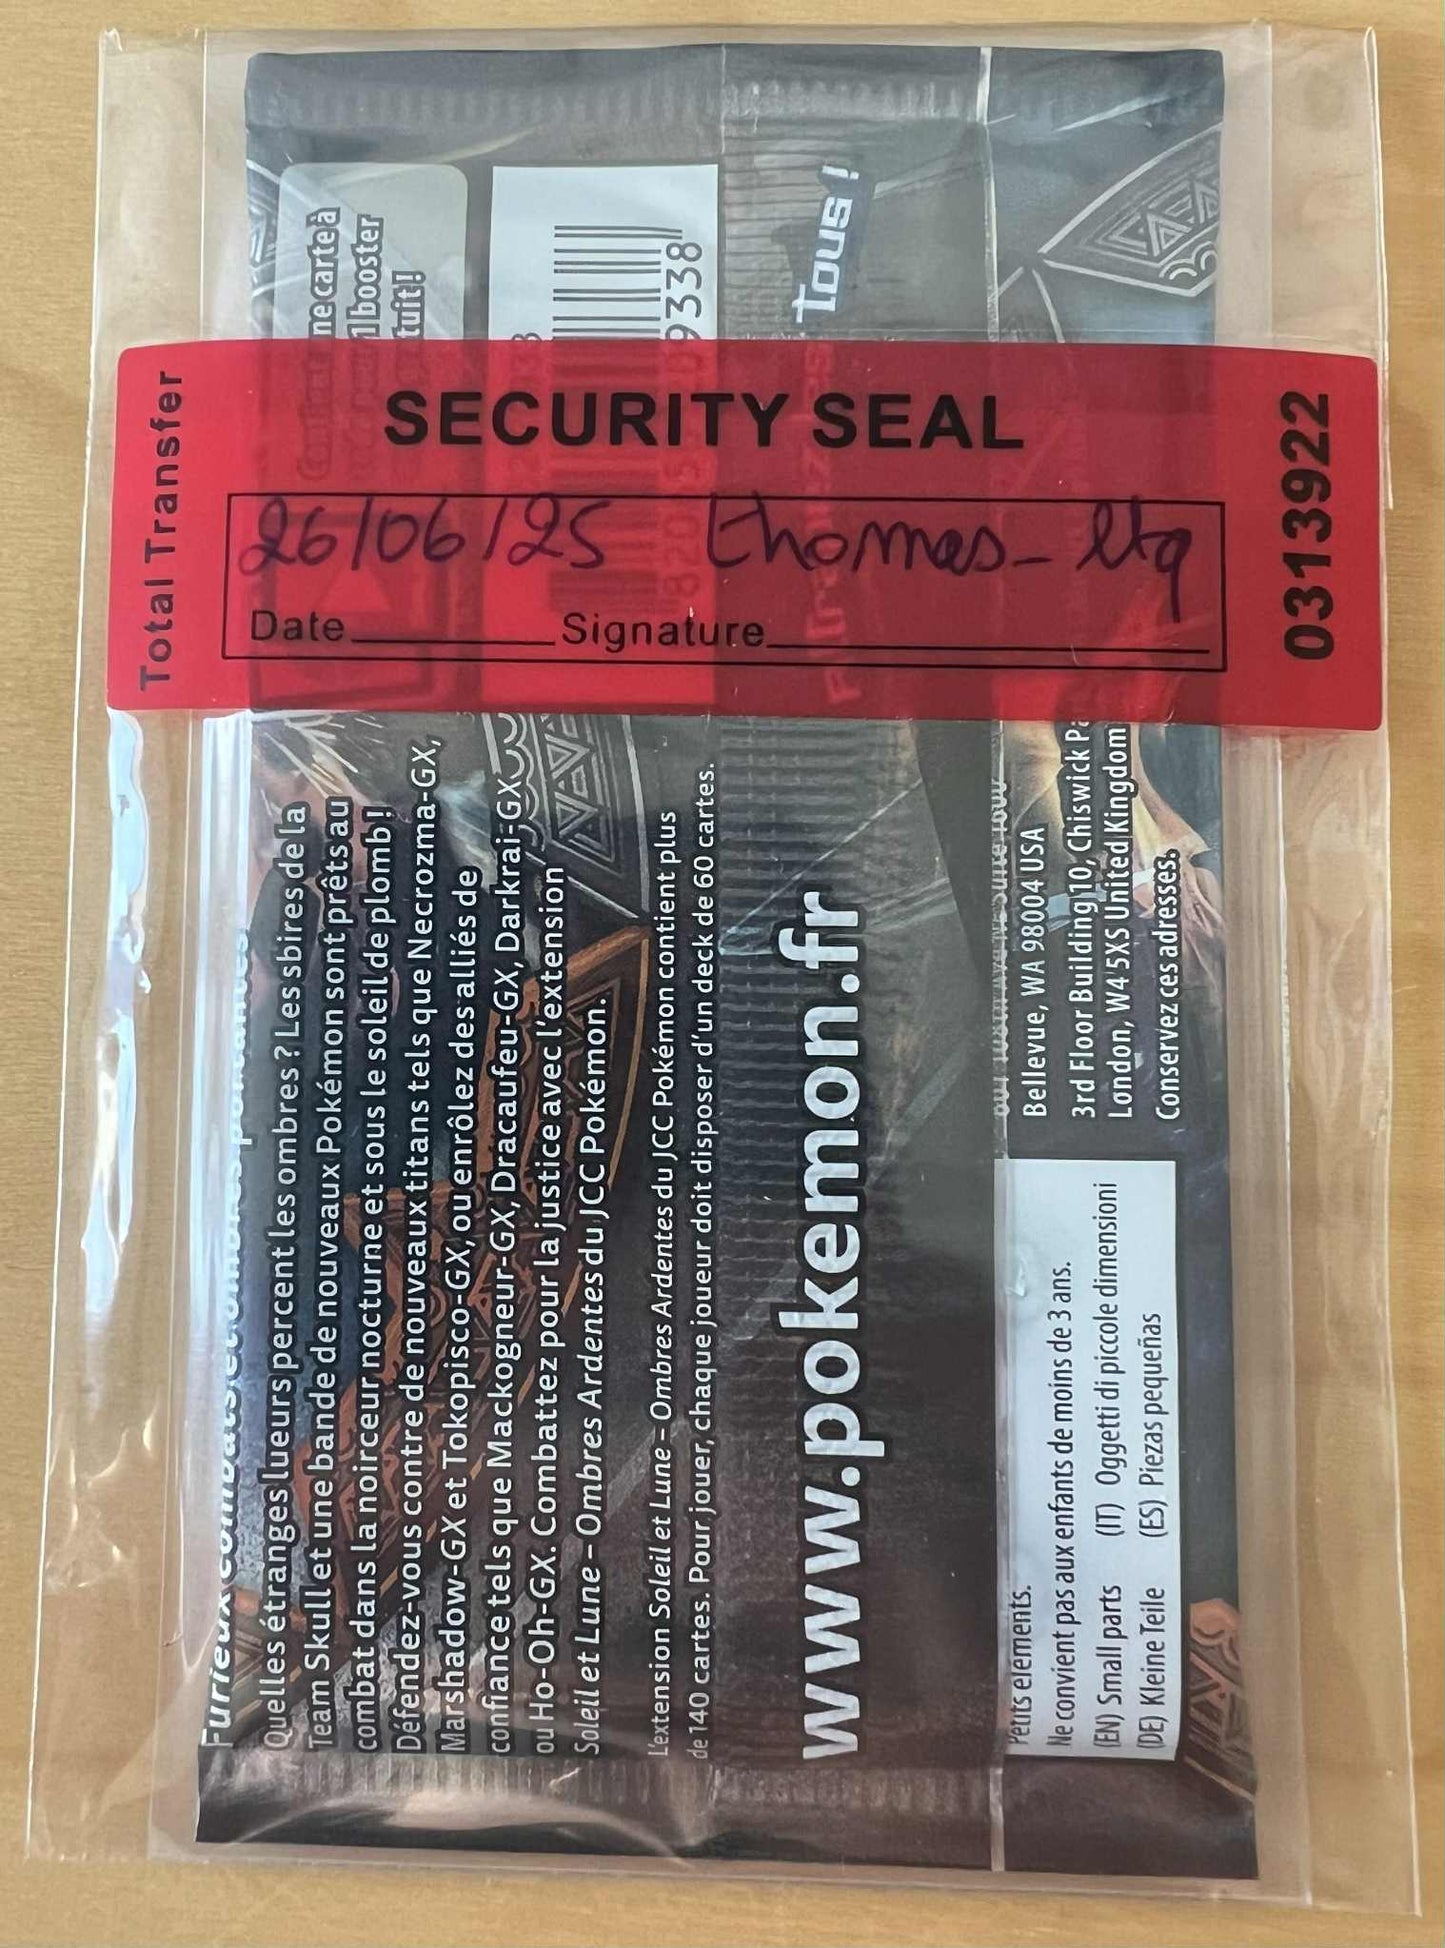 Total Transfer
SECURITY SEAL
26/06/25 thomas_ltq
Date Signature
0313922
ne carte à
booster
tuit !
9338
Tous !
Furieux combats et combines
Quelles étranges lueurs percent les ombres ? Les sbires de la
Team Skull et une bande de nouveaux Pokémon sont prêts au
combat dans la noirceur nocturne et sous le soleil de plomb !
Défendez-vous contre de nouveaux titans tels que Necrozma-GX,
Marshadow-GX et Tokopisco-GX, ou enrôlez des alliés de
confiance tels que Mackogneur-GX, Dracaufeu-GX, Darkrai-GX
ou Ho-Oh-GX. Combattez pour la justice avec l'extension
Soleil et Lune – Ombres Ardentes du JCC Pokémon.
L'extension Soleil et Lune – Ombres Ardentes du JCC Pokémon contient plus
de 140 cartes. Pour jouer, chaque joueur doit disposer d'un deck de 60 cartes.
www.pokemon.fr
Bellevue, WA 98004 USA
3rd Floor Building 10, Chiswick Pa
London, W4 5XS United Kingdom
Conservez ces adresses.
Petits elements.
Ne convient pas aux enfants de moins de 3 ans.
(EN) Small parts (IT) Oggetti di piccole dimensioni
(DE) Kleine Teile (ES) Piezas pequeñas